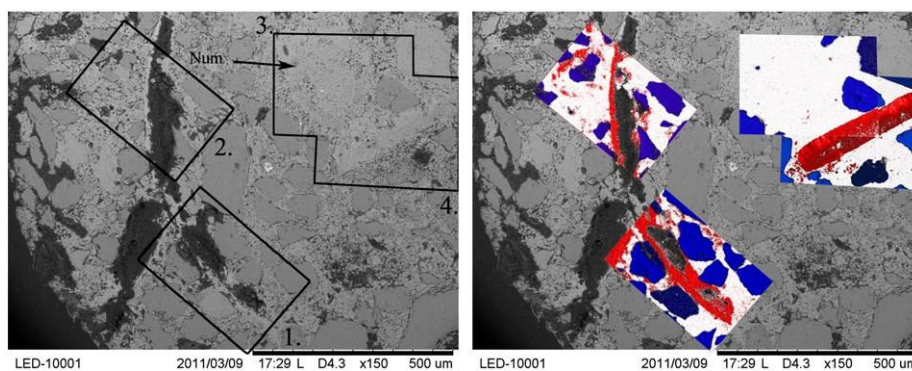 3.
Num.
2.
4.
1.
LED-10001 2011/03/09 17:29 L D4.3 x150 500 um
LED-10001 2011/03/09 17:29 L D4.3 x150 500 um